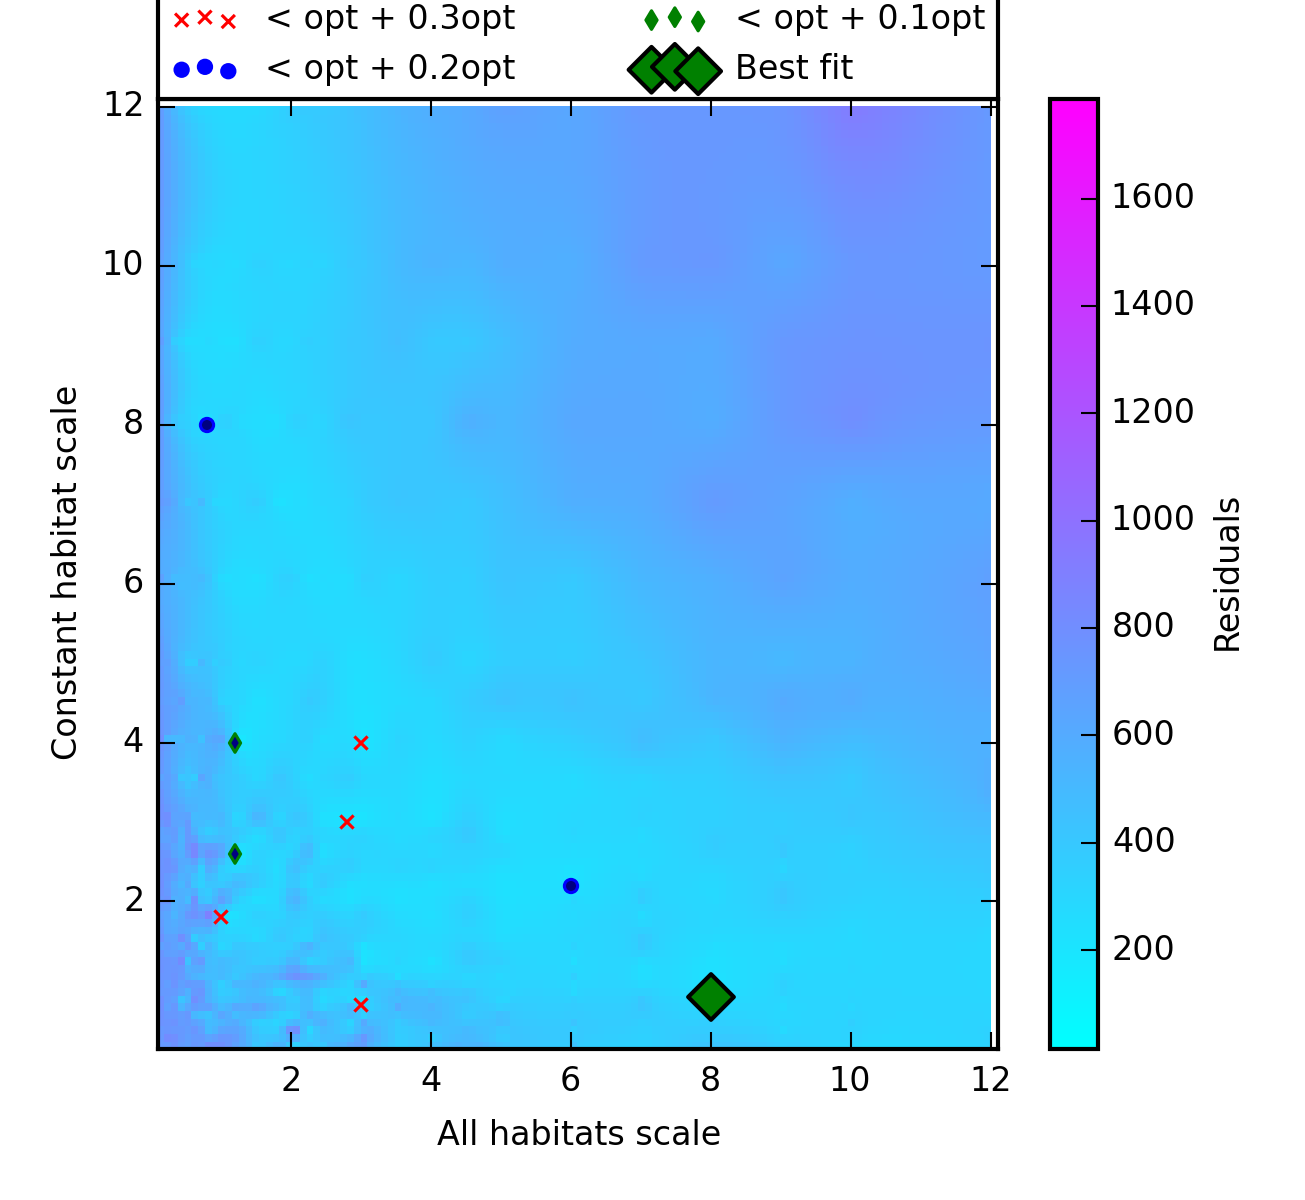 < opt + 0.3opt
< opt + 0.1opt
< opt + 0.2opt
Best fit
12
10
8
6
4
2
Constant habitat scale
2 4 6 8 10 12
All habitats scale
1600
1400
1200
1000
800
600
400
200
Residuals